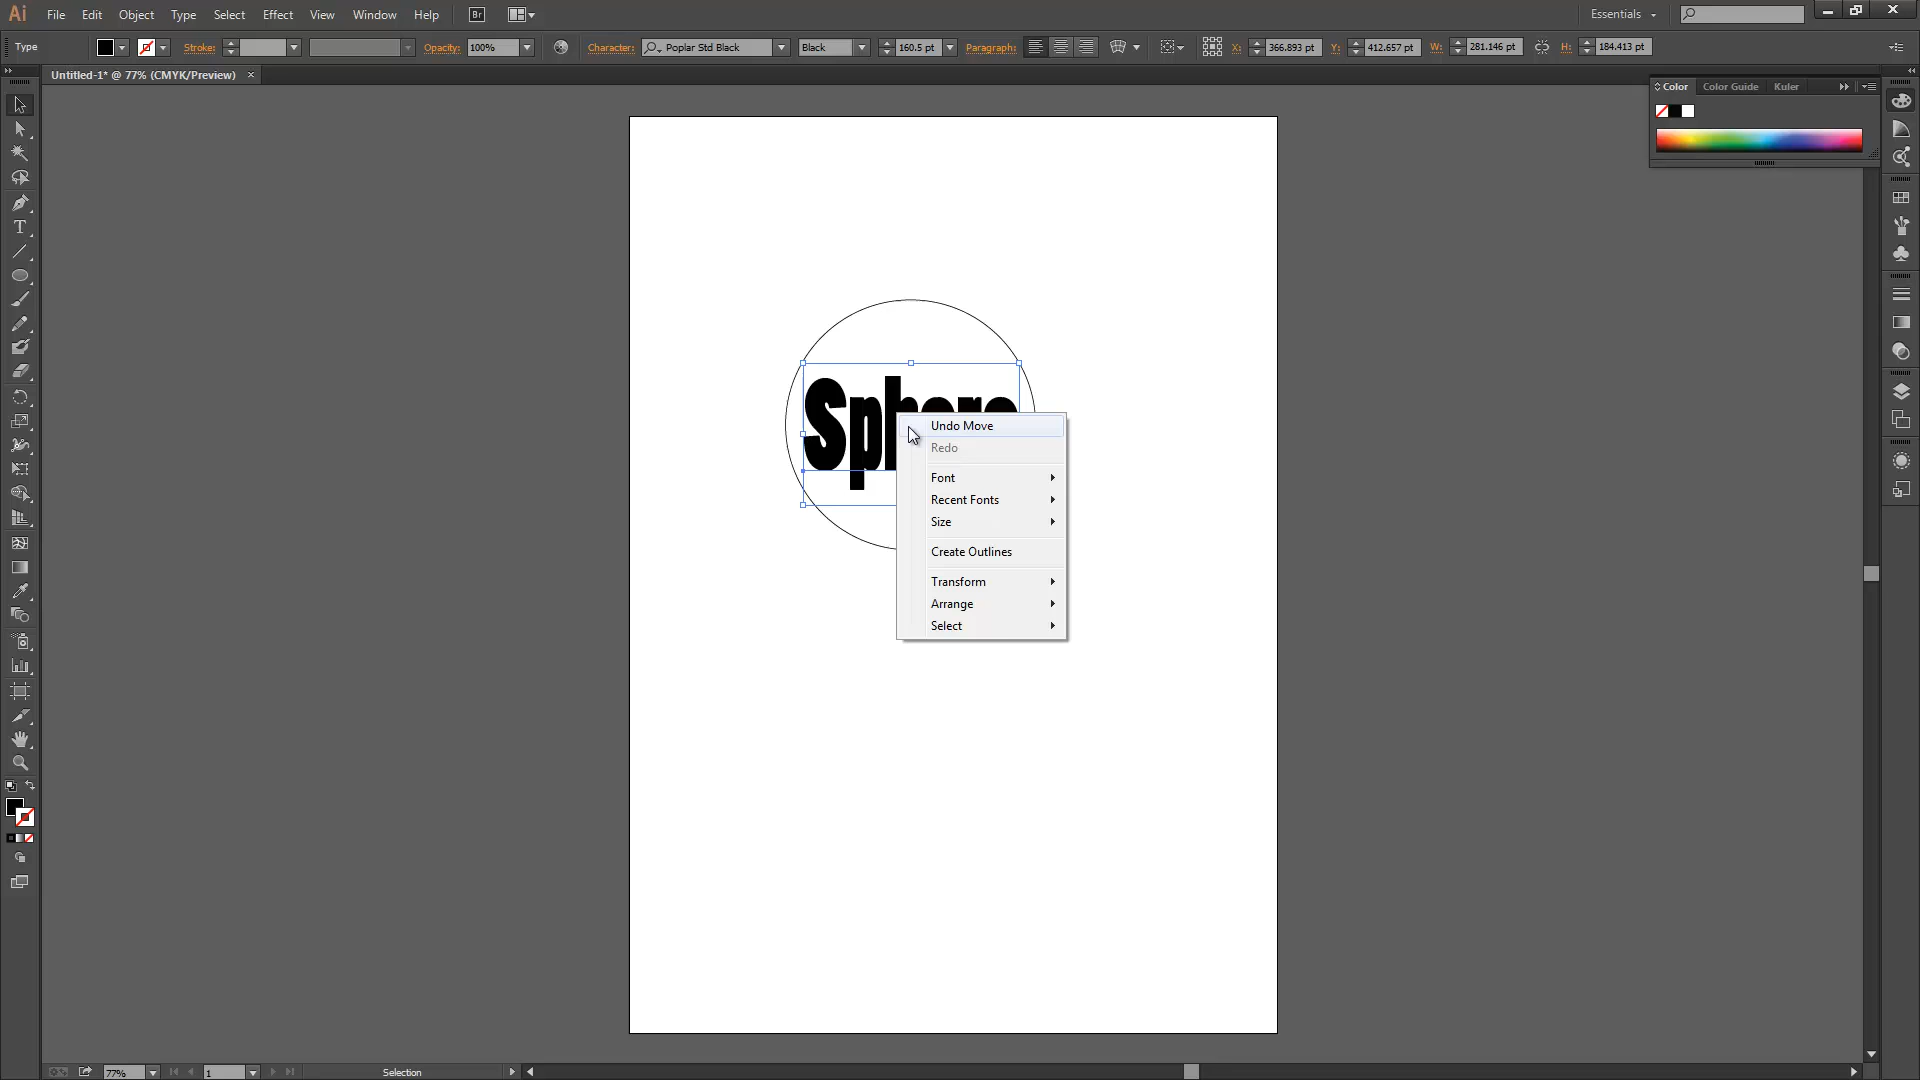 Ai File Edit Object Type Select Effect View Window Help Br Essentials
Type Stroke: Opacity: 100% Character: Poplar Std Black Black 160.5 pt Paragraph: X: 366.893 pt Y: 412.657 pt W: 281.146 pt H: 184.413 pt
Untitled-1* @ 77% (CMYK/Preview) ×
Color Color Guide Kuler
Sphere
Undo Move
Redo
Font
Recent Fonts
Size
Create Outlines
Transform
Arrange
Select
77% 1 Selection